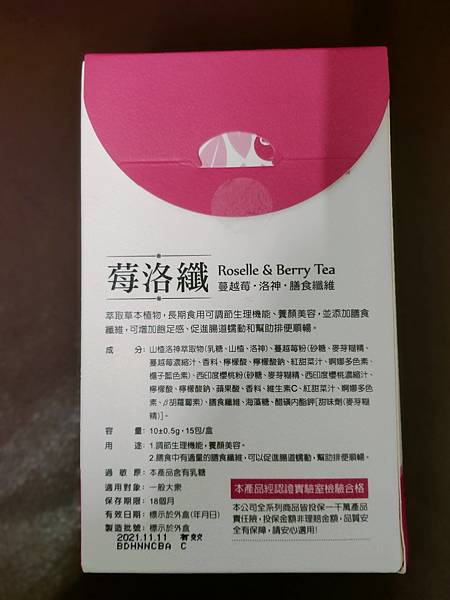 莓洛纖
Roselle & Berry Tea
蔓越莓·洛神·膳食纖維
萃取草本植物，長期食用可調節生理機能、養顏美容，並添加膳食
纖維，可增加飽足感、促進腸道蠕動和幫助排便順暢。
成　　分：山楂洛神萃取物(乳糖、山楂、洛神)、蔓越莓粉(砂糖、麥芽糊精、
蔓越莓濃縮汁、香料、檸檬酸、檸檬酸鈉、紅甜菜汁、婀娜多色素、
梔子藍色素)、西印度櫻桃粉(砂糖、麥芽糊精、西印度櫻桃濃縮汁、
檸檬酸、檸檬酸鈉、蘋果酸、香料、維生素C、紅甜菜汁、婀娜多色
素、β胡蘿蔔素)、膳食纖維、海藻糖、醋磺內酯鉀[甜味劑(麥芽糊
精)]。
容　　量：10±0.5g，15包/盒
用　　途：1.調節生理機能，養顏美容。
2.膳食中有適量的膳食纖維，可以促進腸道蠕動，幫助排便順暢。
過 敏 原：本產品含有乳糖
適用對象：一般大眾
保存期限：18個月
有效日期：標示於外盒(年月日)
製造批號：標示於外盒
2021.11.11 有效
BDHNNCBA C
本產品經認證實驗室檢驗合格
本公司全系列商品皆投保一千萬產品
責任險，投保金額非理賠金額，品質安
全有保障，請安心選用!